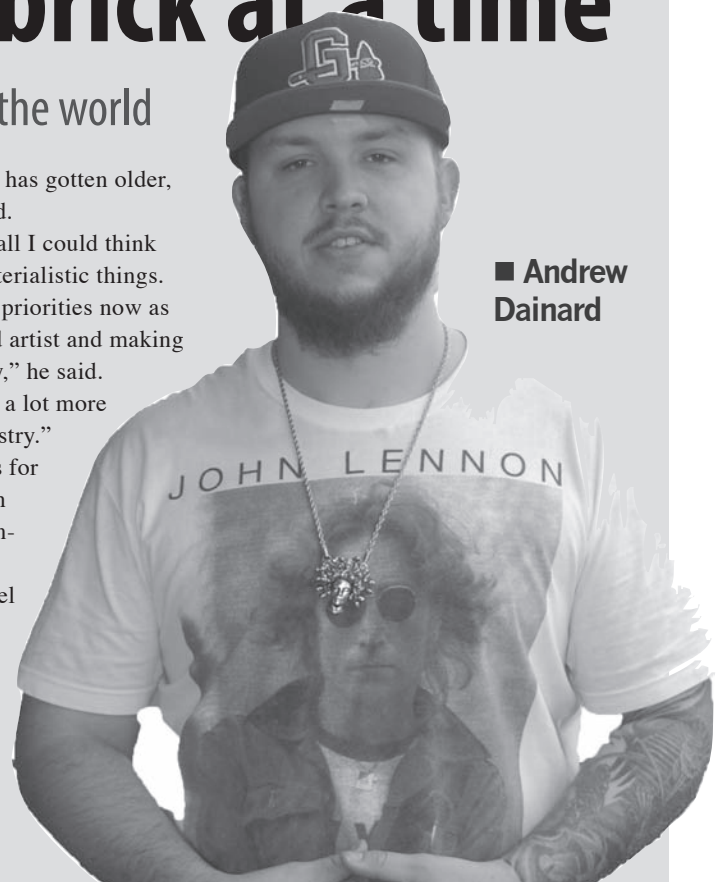 brick at a time
the world
has gotten older,
d.
all I could think
terialistic things.
priorities now as
l artist and making
y,” he said.
a lot more
stry.”
s for
n
n-
el
■ Andrew
Dainard
G
JOHN LENNON